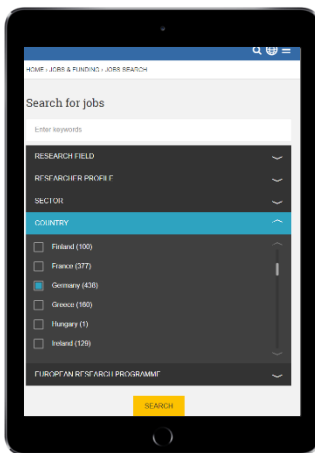 HOME › JOBS & FUNDING › JOBS SEARCH
Search for jobs
Enter keywords
RESEARCH FIELD
RESEARCHER PROFILE
SECTOR
COUNTRY
Finland (100)
France (377)
Germany (436)
Greece (160)
Hungary (1)
Ireland (129)
EUROPEAN RESEARCH PROGRAMME
SEARCH